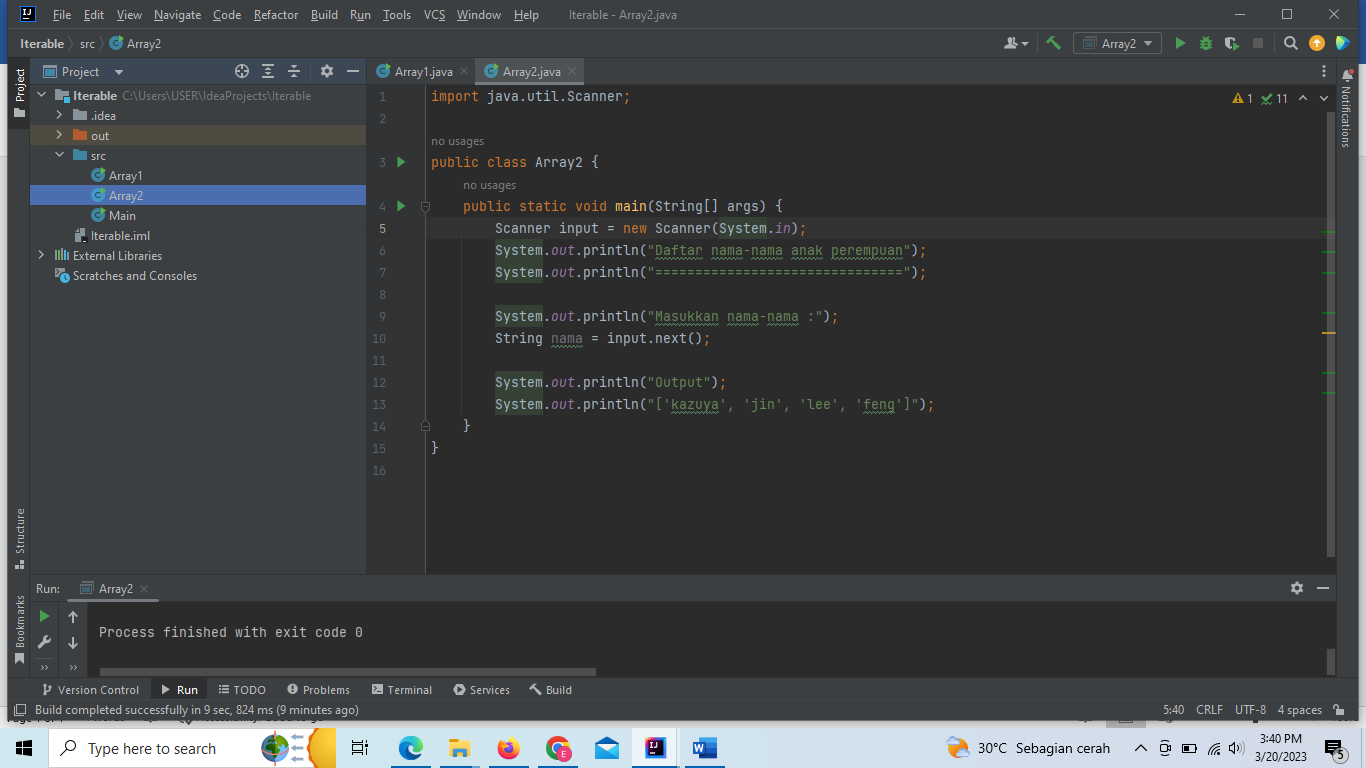 File Edit View Navigate Code Refactor Build Run Tools VCS Window Help Iterable - Array2.java
Iterable src Array2 Array2
Project Array1.java Array2.java
Iterable C:\Users\USER\IdeaProjects\Iterable
.idea
out
src
Array1
Array2
Main
Iterable.iml
External Libraries
Scratches and Consoles
Project
Structure
Bookmarks
Notifications
1 11
1 import java.util.Scanner;
2
no usages
3 public class Array2 {
no usages
4 public static void main(String[] args) {
5 Scanner input = new Scanner(System.in);
6 System.out.println("Daftar nama-nama anak perempuan");
7 System.out.println("===============================");
8
9 System.out.println("Masukkan nama-nama :");
10 String nama = input.next();
11
12 System.out.println("Output");
13 System.out.println("['kazuya', 'jin', 'lee', 'feng']");
14 }
15 }
16
Run: Array2
Process finished with exit code 0
Version Control Run TODO Problems Terminal Services Build
Build completed successfully in 9 sec, 824 ms (9 minutes ago) 5:40 CRLF UTF-8 4 spaces
Type here to search 30°C Sebagian cerah 3:40 PM
3/20/2023 5